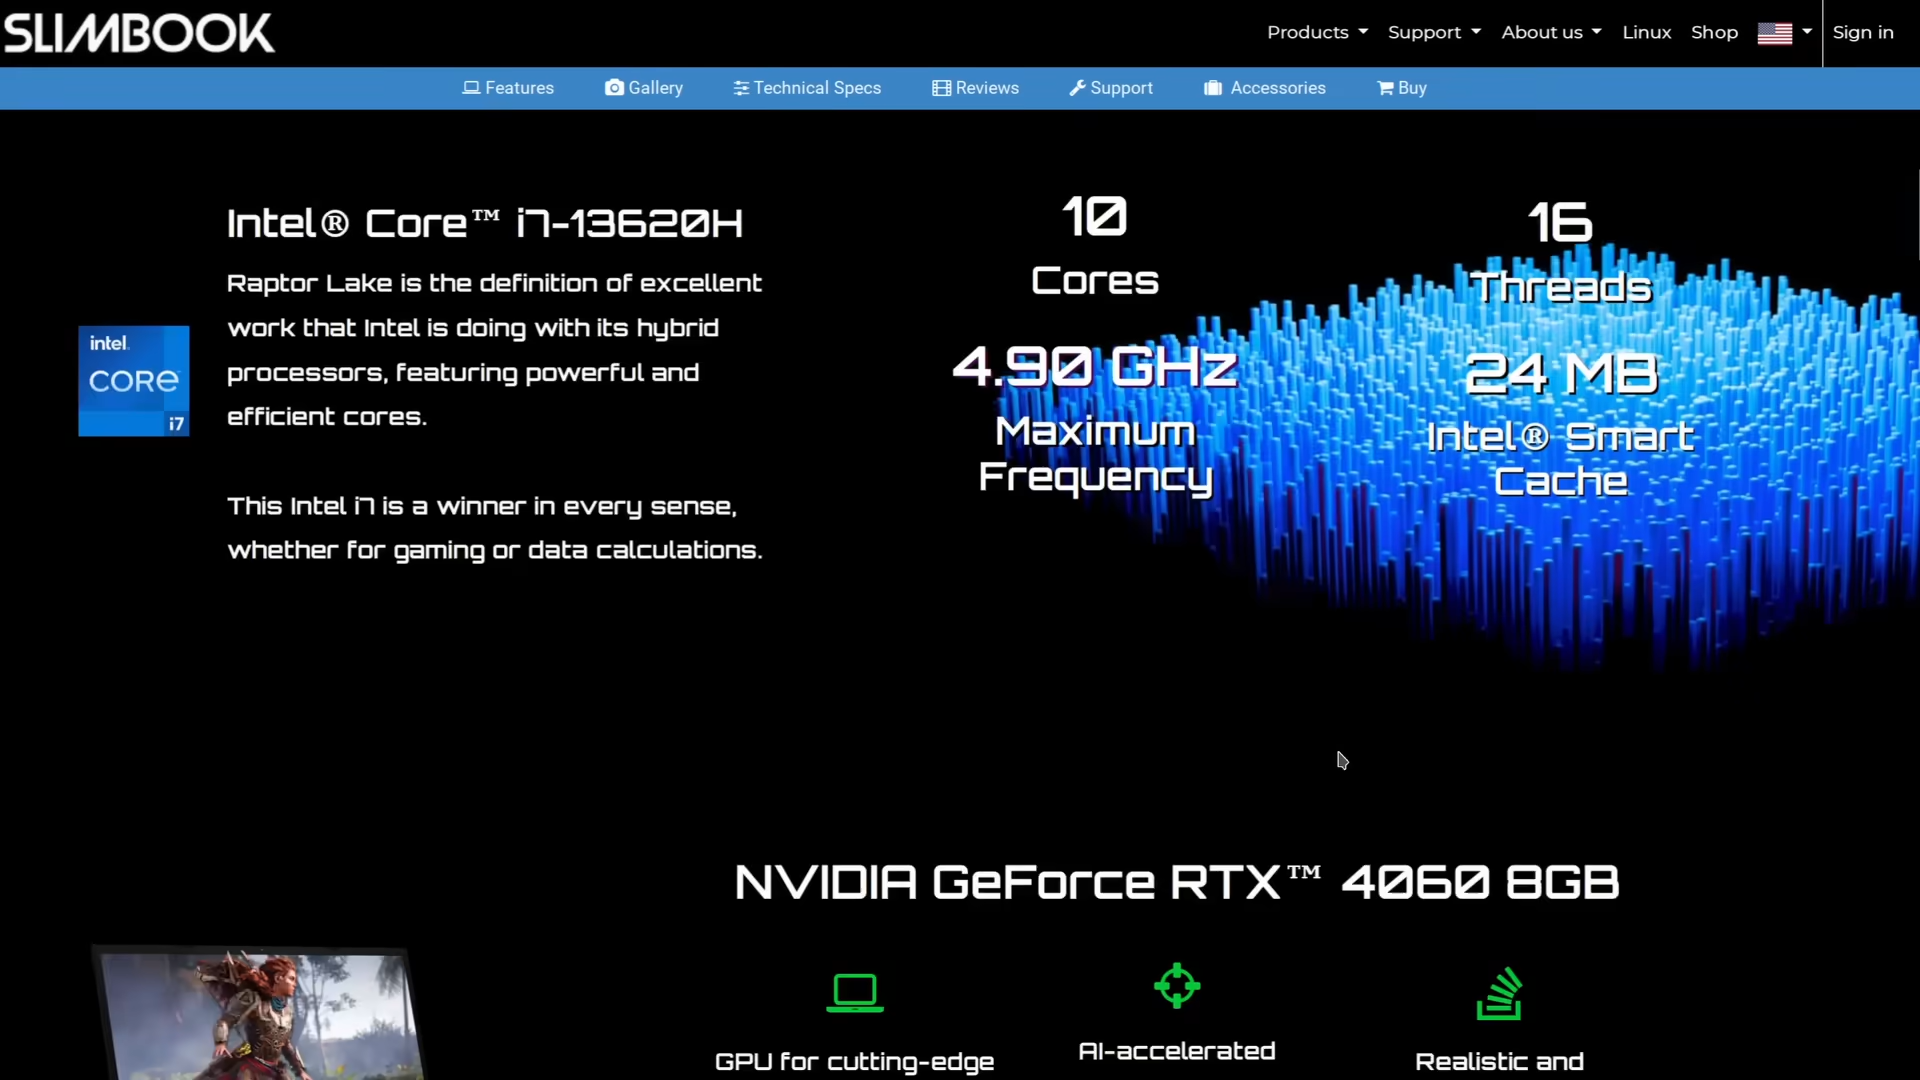 SLIMBOOK
Products Support About us Linux Shop Sign in
Features Gallery Technical Specs Reviews Support Accessories Buy
Intel® Core™ i7-13620H
Raptor Lake is the definition of excellent
work that Intel is doing with its hybrid
processors, featuring powerful and
efficient cores.
This Intel i7 is a winner in every sense,
whether for gaming or data calculations.
intel.
CORE
i7
10
Cores
16
Threads
4.90 GHz
Maximum
Frequency
24 MB
Intel® Smart
Cache
NVIDIA GeForce RTX™ 4060 8GB
GPU for cutting-edge
AI-accelerated
Realistic and